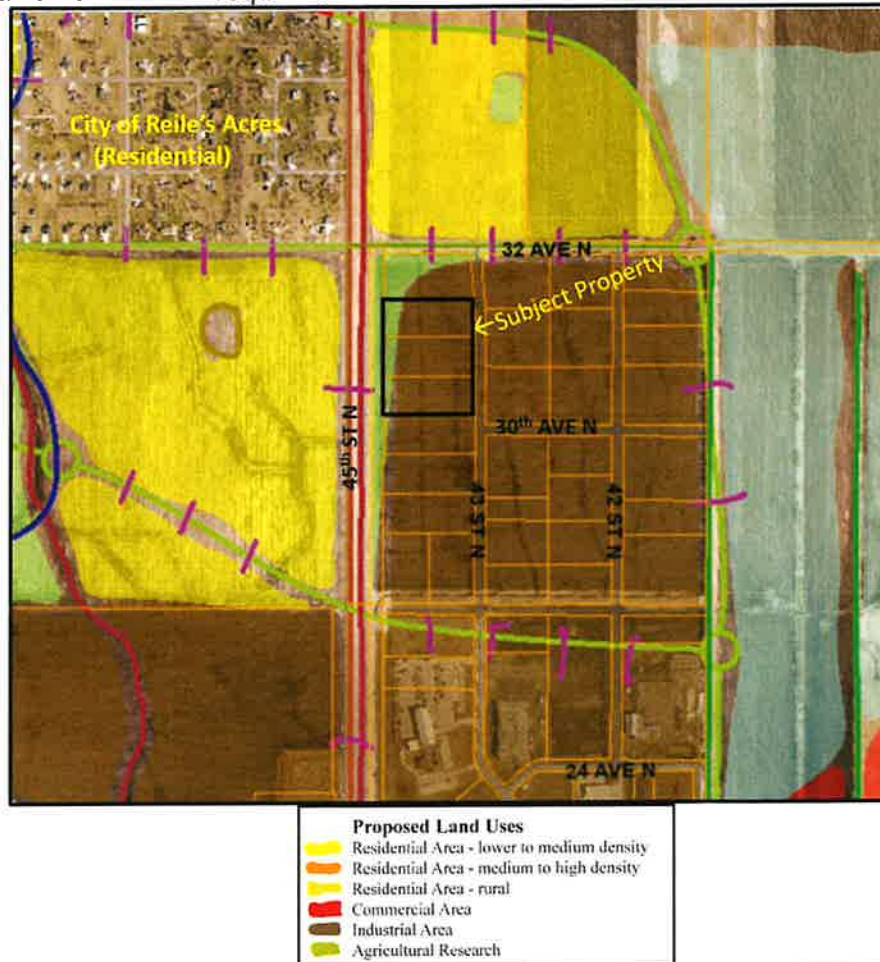 City of Reile's Acres
(Residential)
32 AVE N
←Subject Property
45th ST N
30th AVE N
43 ST N
42 ST N
24 AVE N
Proposed Land Uses
Residential Area - lower to medium density
Residential Area - medium to high density
Residential Area - rural
Commercial Area
Industrial Area
Agricultural Research